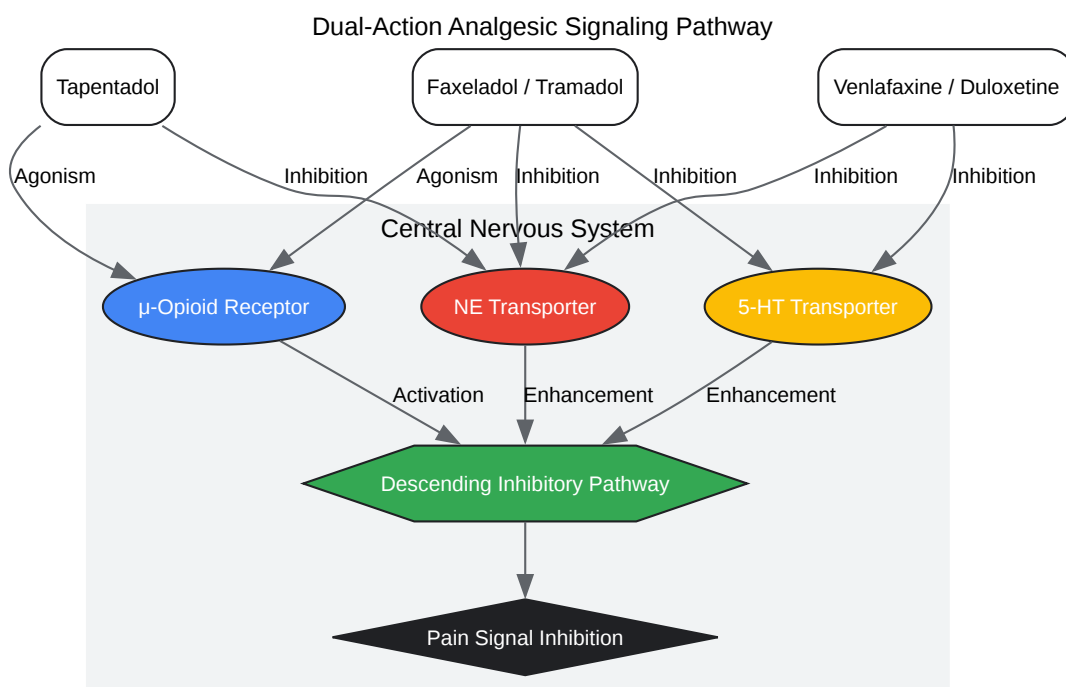 Dual-Action Analgesic Signaling Pathway
Tapentadol
Faxeladol / Tramadol
Venlafaxine / Duloxetine
Agonism
Inhibition
Agonism
Inhibition
Inhibition
Inhibition
Inhibition
Central Nervous System
μ-Opioid Receptor
NE Transporter
5-HT Transporter
Activation
Enhancement
Enhancement
Descending Inhibitory Pathway
Pain Signal Inhibition